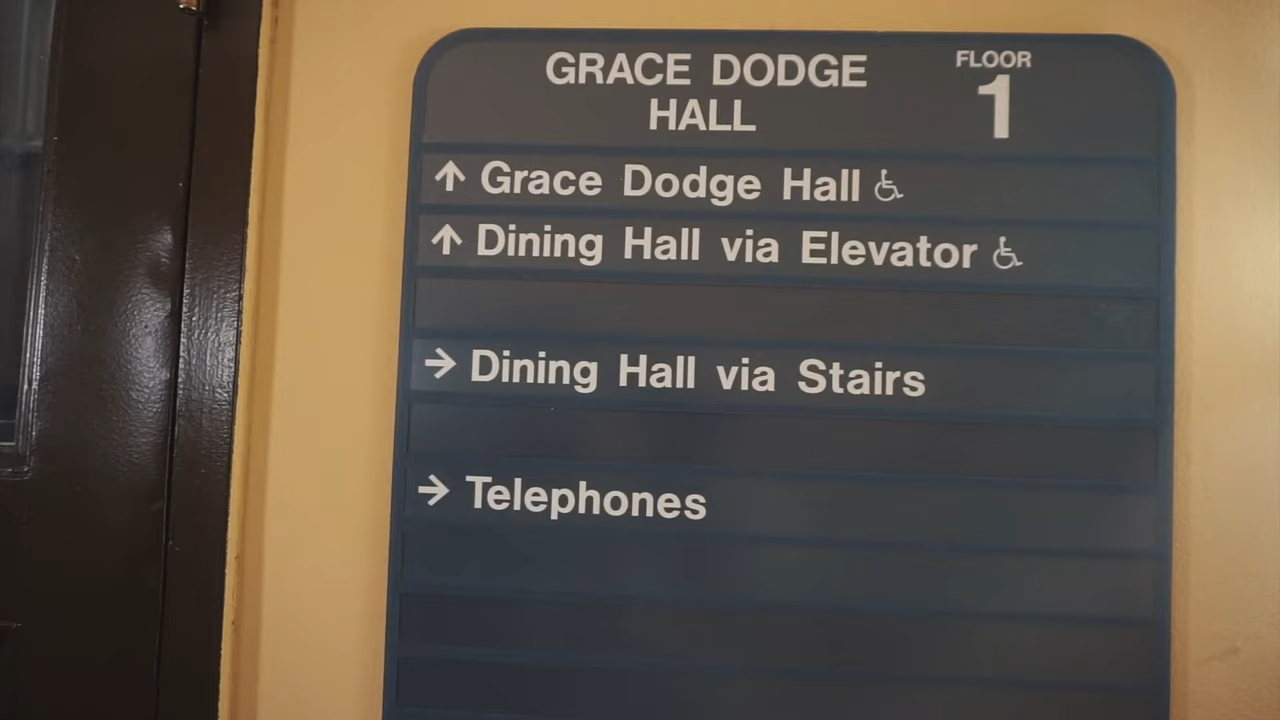 GRACE DODGE
HALL
FLOOR
1
↑ Grace Dodge Hall ♿
↑ Dining Hall via Elevator ♿
→ Dining Hall via Stairs
→ Telephones